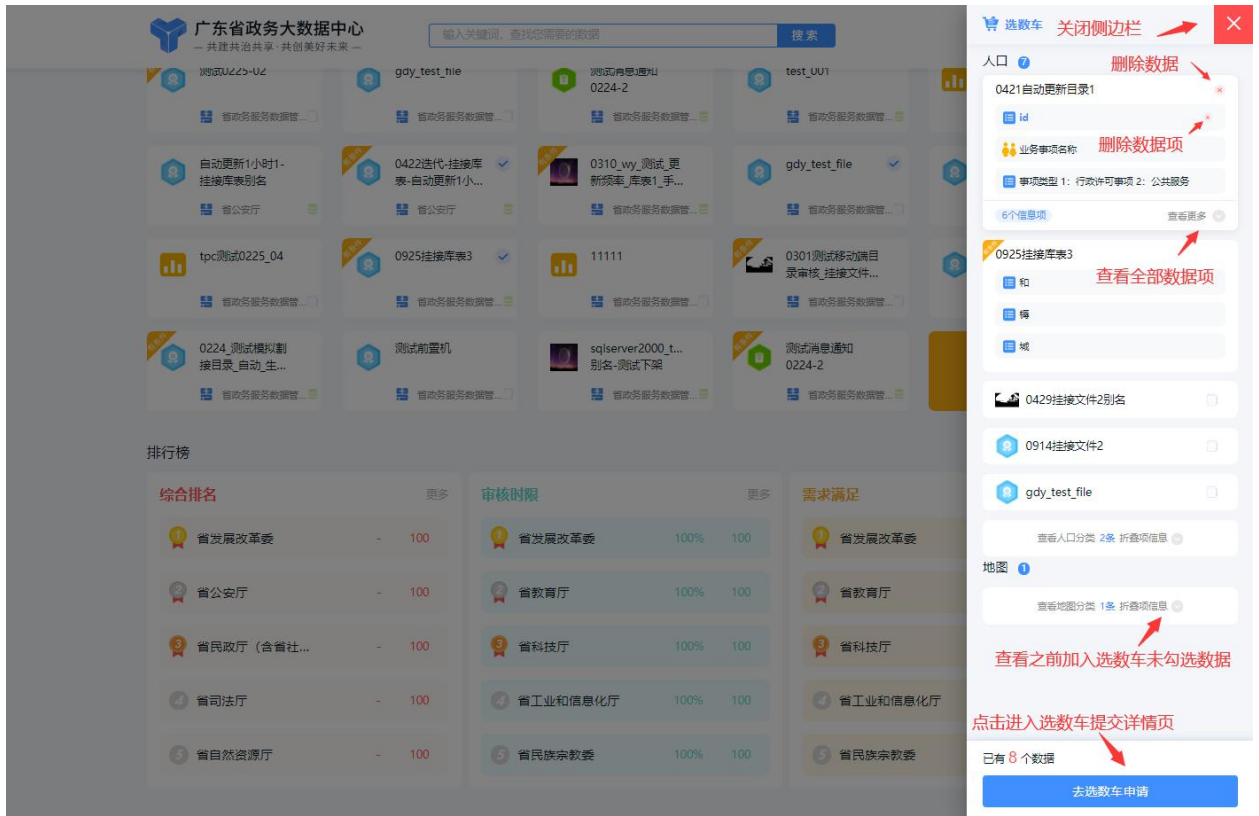 广东省政务大数据中心
— 共建共治共享·共创美好未来 —
输入关键词，查找您需要的数据
搜索
测试0225-02
gdy_test_file
测试消息通知
0224-2
test_001
省政务服务数据管...
省政务服务数据管...
省政务服务数据管...
省政务服务数据管...
自动更新1小时1-
挂接库表别名
省公安厅
0422迭代-挂接库
表-自动更新1小...
省公安厅
0310_wy_测试_更
新频率_库表1_手...
省政务服务数据管...
gdy_test_file
省政务服务数据管...
tpc测试0225_04
省政务服务数据管...
0925挂接库表3
省政务服务数据管...
11111
省政务服务数据管...
0301测试移动端目
录审核_挂接文件...
省政务服务数据管...
0224_测试模拟割
接目录_自动_生...
省政务服务数据管...
测试前置机
省政务服务数据管...
sqlserver2000_t...
别名-测试下架
省政务服务数据管...
测试消息通知
0224-2
省政务服务数据管...
排行榜
综合排名 更多
1 省发展改革委 - 100
2 省公安厅 - 100
3 省民政厅（含省社... - 100
4 省司法厅 - 100
5 省自然资源厅 - 100
审核时限 更多
1 省发展改革委 100% 100
2 省教育厅 100% 100
3 省科技厅 100% 100
4 省工业和信息化厅 100% 100
5 省民族宗教委 100% 100
需求满足
1 省发展改革委
2 省教育厅
3 省科技厅
4 省工业和信息化厅
5 省民族宗教委
选数车 关闭侧边栏
人口 7
删除数据
0421自动更新目录1
id
删除数据项
业务事项名称
事项类型 1：行政许可事项 2：公共服务
6个信息项 查看更多
0925挂接库表3
查看全部数据项
和
梅
城
0429挂接文件2别名
0914挂接文件2
gdy_test_file
查看人口分类 2条 折叠项信息
地图 1
查看地图分类 1条 折叠项信息
查看之前加入选数车未勾选数据
点击进入选数车提交详情页
已有 8 个数据
去选数车申请